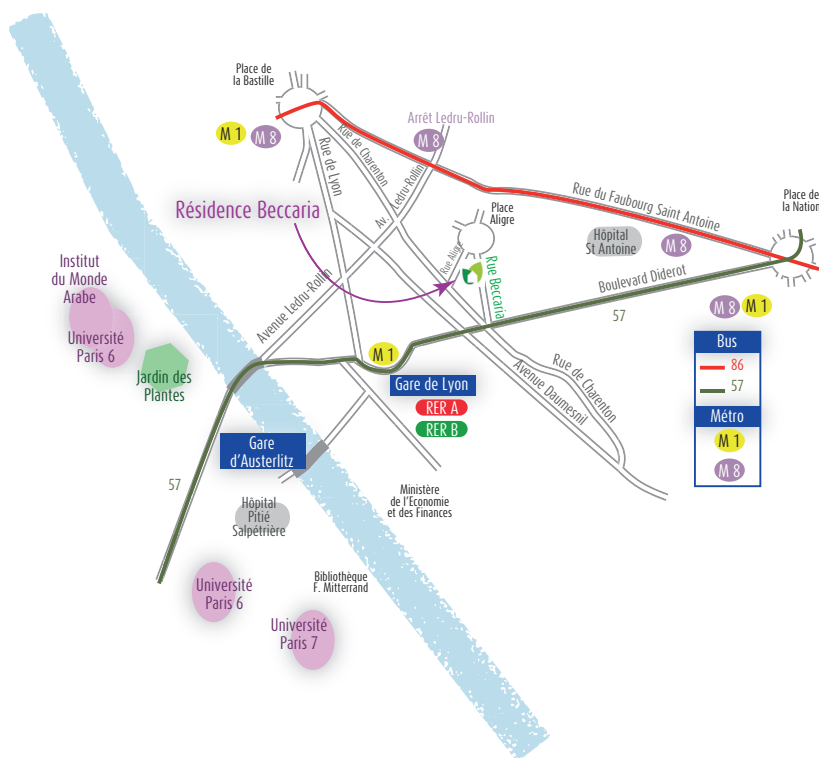 Place de
la Bastille
M 1
M 8
Arrêt Ledru-Rollin
M 8
Rue de Charenton
Rue de Lyon
Av. Ledru-Rollin
Rue du Faubourg Saint Antoine
Place de
la Nation
Résidence Beccaria
Place
Aligre
Rue Aligre
Rue Beccaria
Hôpital
St Antoine
M 8
Boulevard Diderot
57
M 8
M 1
Institut
du Monde
Arabe
Université
Paris 6
Jardin des
Plantes
Avenue Ledru-Rollin
M 1
Gare de Lyon
RER A
RER B
Rue de Charenton
Avenue Daumesnil
Bus
86
57
Métro
M 1
M 8
Gare
d'Austerlitz
57
Hôpital
Pitié
Salpétrière
Ministère
de l'Economie
et des Finances
Université
Paris 6
Bibliothèque
F. Mitterrand
Université
Paris 7